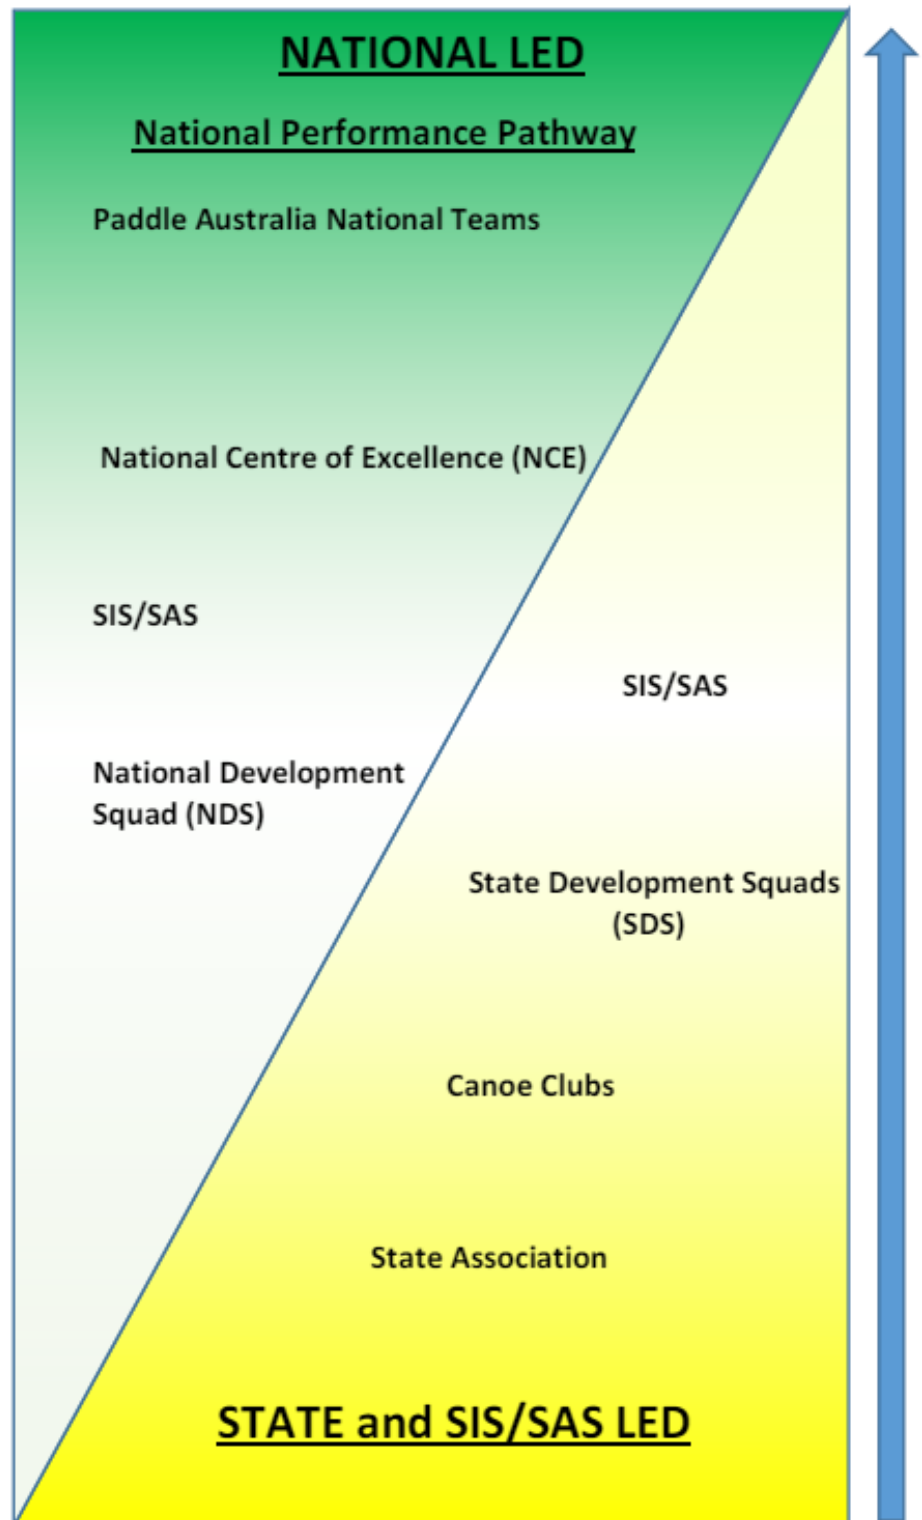 NATIONAL LED
National Performance Pathway
Paddle Australia National Teams
National Centre of Excellence (NCE)
SIS/SAS
SIS/SAS
National Development
Squad (NDS)
State Development Squads
(SDS)
Canoe Clubs
State Association
STATE and SIS/SAS LED